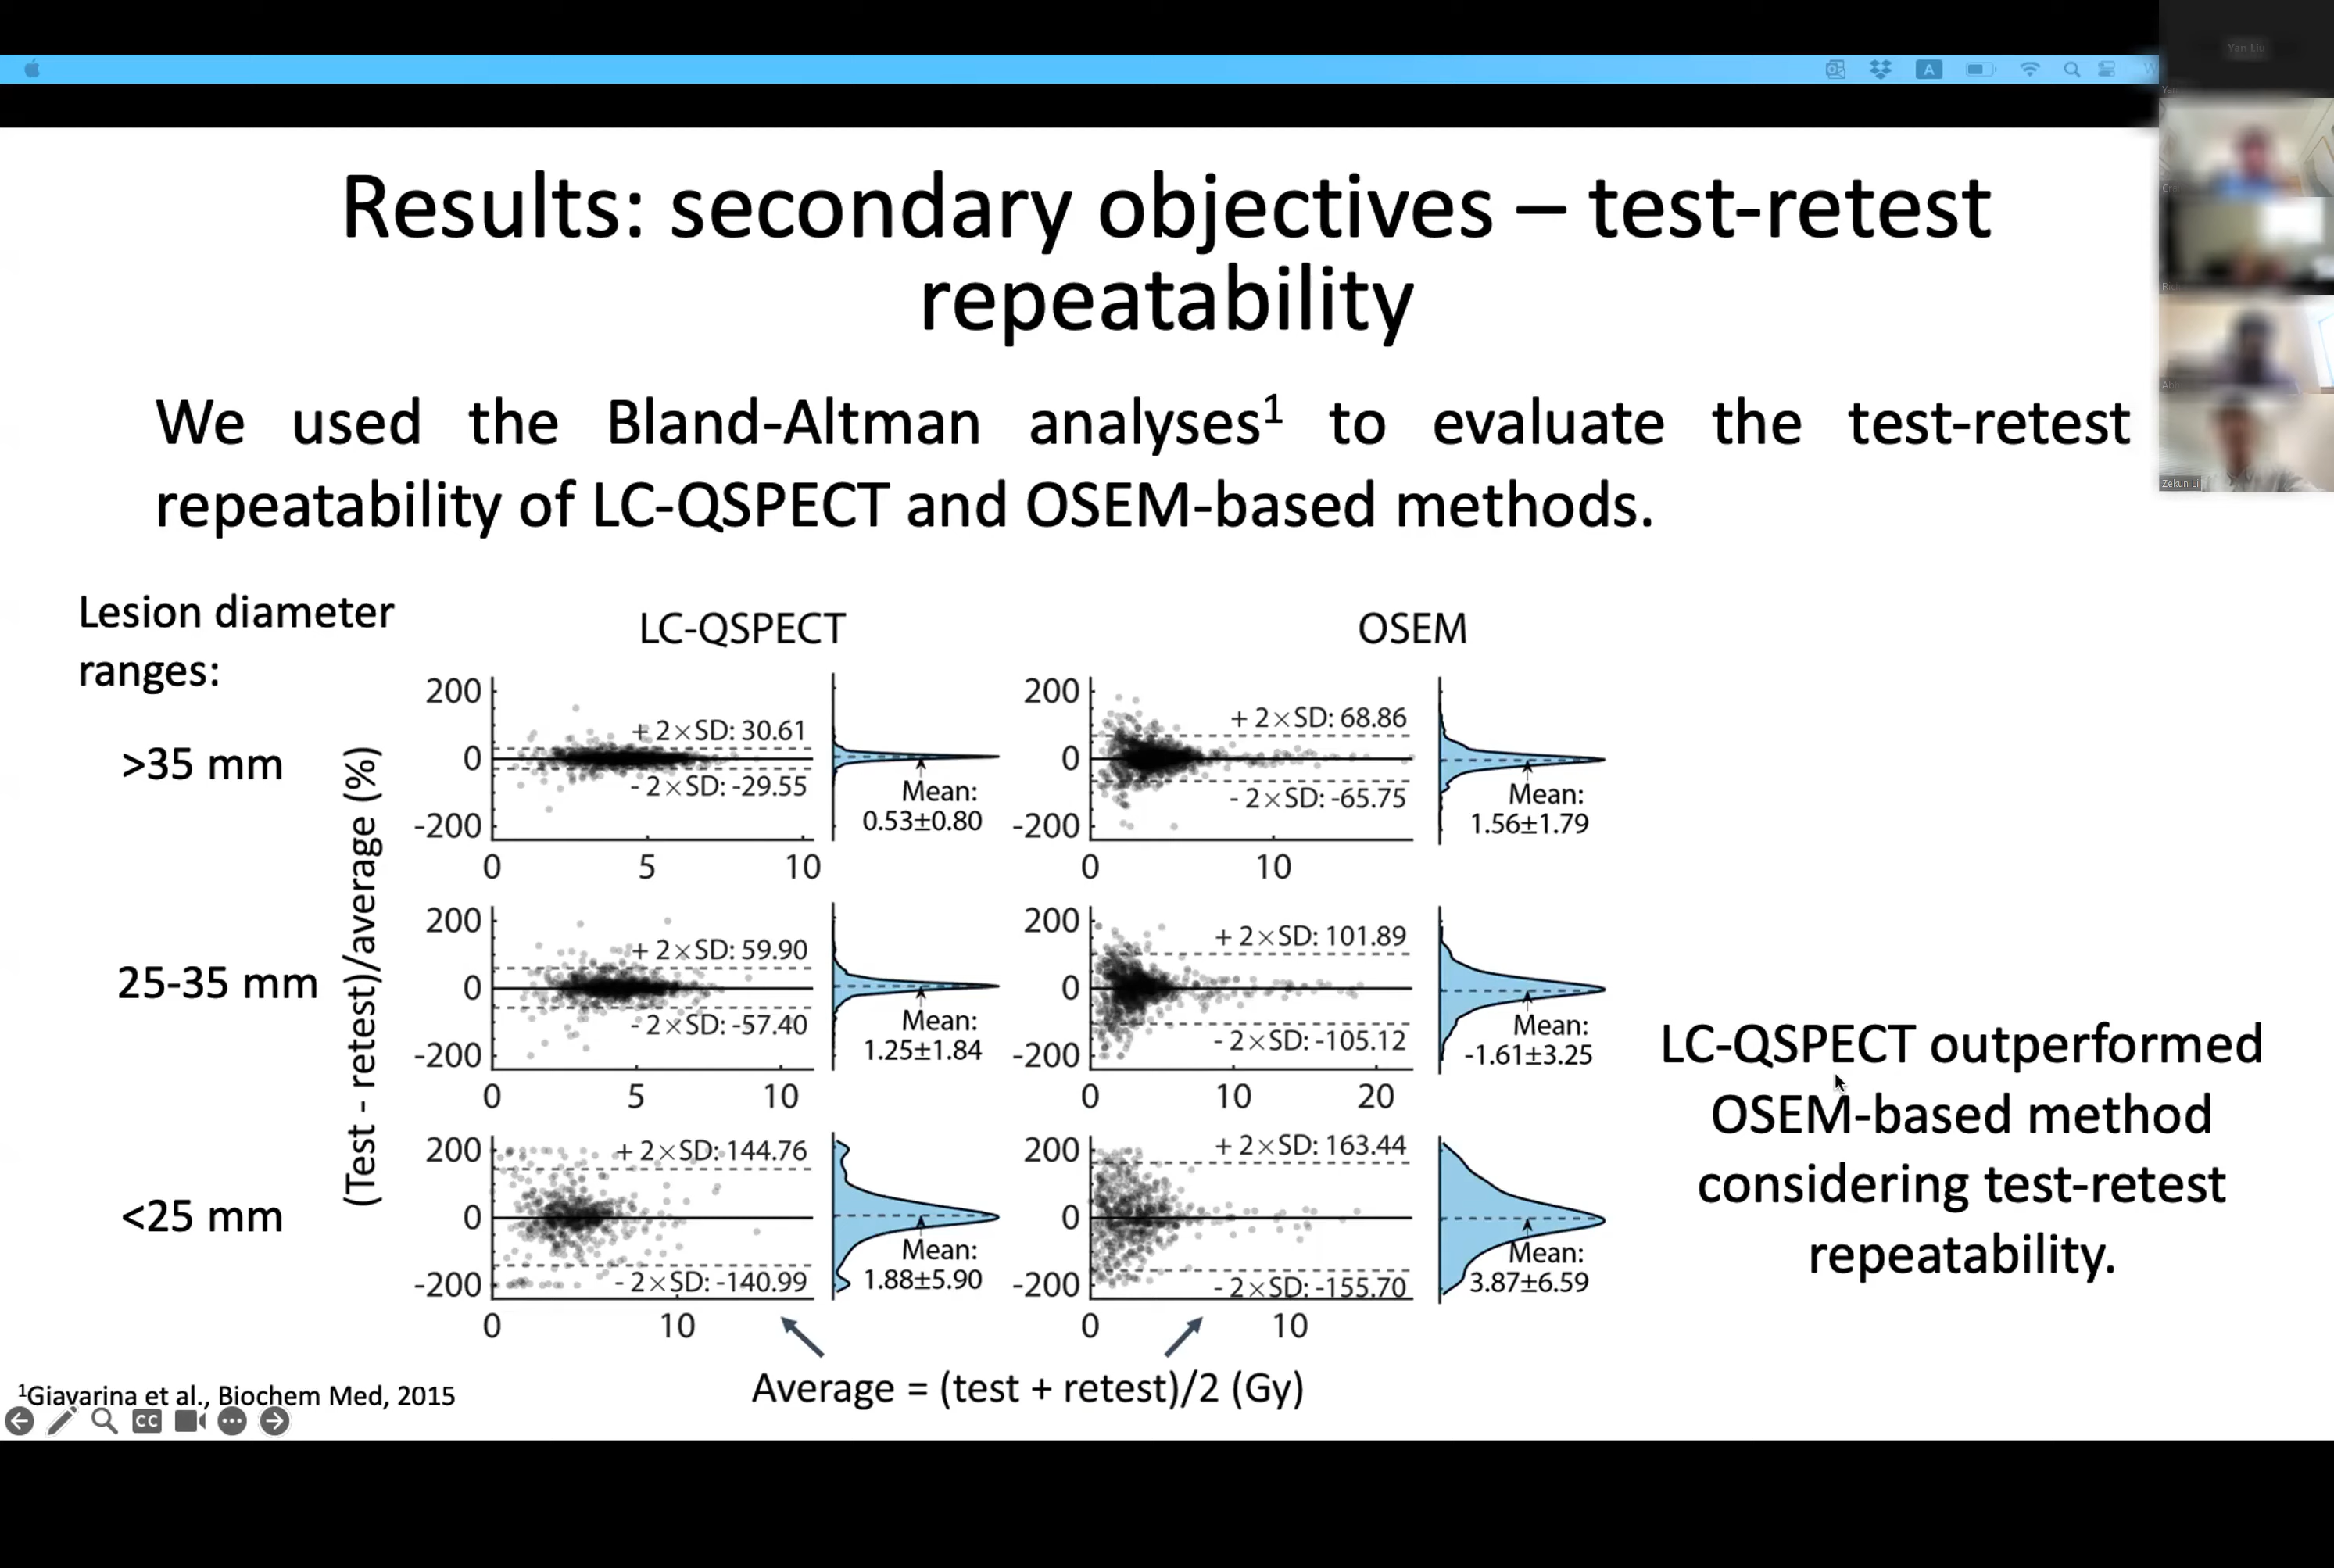 Yan Liu
Results: secondary objectives – test-retest
repeatability
We used the Bland-Altman analyses1 to evaluate the test-retest
repeatability of LC-QSPECT and OSEM-based methods.
Zekun Li
Lesion diameter
ranges:
LC-QSPECT
OSEM
(Test - retest)/average (%)
>35 mm
200
0
-200
+ 2×SD: 30.61
- 2×SD: -29.55
0 5 10
Mean:
0.53±0.80
200
0
-200
+ 2×SD: 68.86
- 2×SD: -65.75
0 10
Mean:
1.56±1.79
25-35 mm
200
0
-200
+ 2×SD: 59.90
- 2×SD: -57.40
0 5 10
Mean:
1.25±1.84
200
0
-200
+ 2×SD: 101.89
- 2×SD: -105.12
0 10 20
Mean:
-1.61±3.25
<25 mm
200
0
-200
+ 2×SD: 144.76
- 2×SD: -140.99
0 10
Mean:
1.88±5.90
200
0
-200
+ 2×SD: 163.44
- 2×SD: -155.70
0 10
Mean:
3.87±6.59
LC-QSPECT outperformed
OSEM-based method
considering test-retest
repeatability.
Average = (test + retest)/2 (Gy)
1Giavarina et al., Biochem Med, 2015
CC